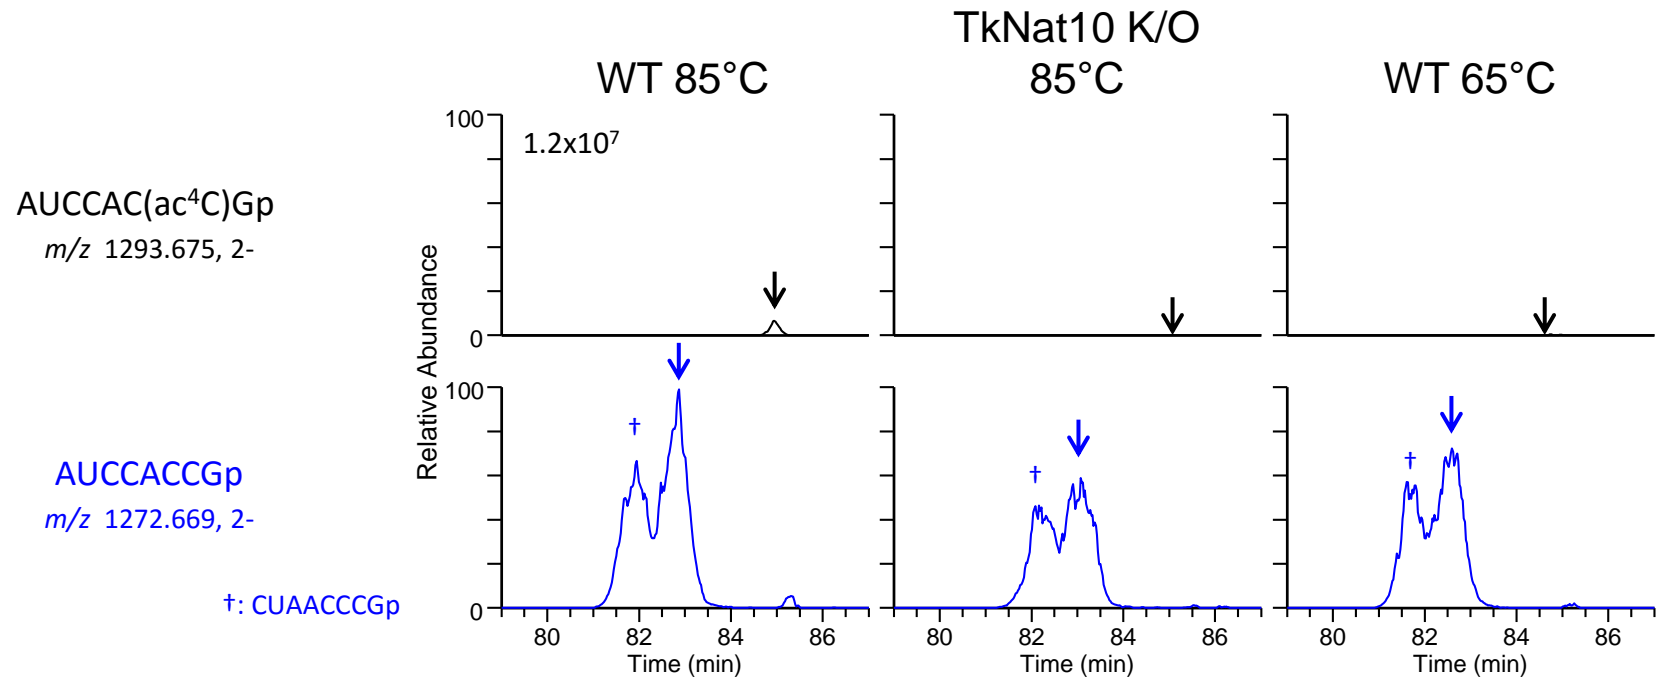 TkNat10 K/O
WT 85°C
85°C
WT 65°C
AUCCAC(ac⁴C)Gp
m/z 1293.675, 2-
Relative Abundance
100
1.2x10⁷
0
AUCCACCGp
m/z 1272.669, 2-
†: CUAACCCGp
100
0
†
†
†
80 82 84 86
80 82 84 86
80 82 84 86
Time (min)
Time (min)
Time (min)